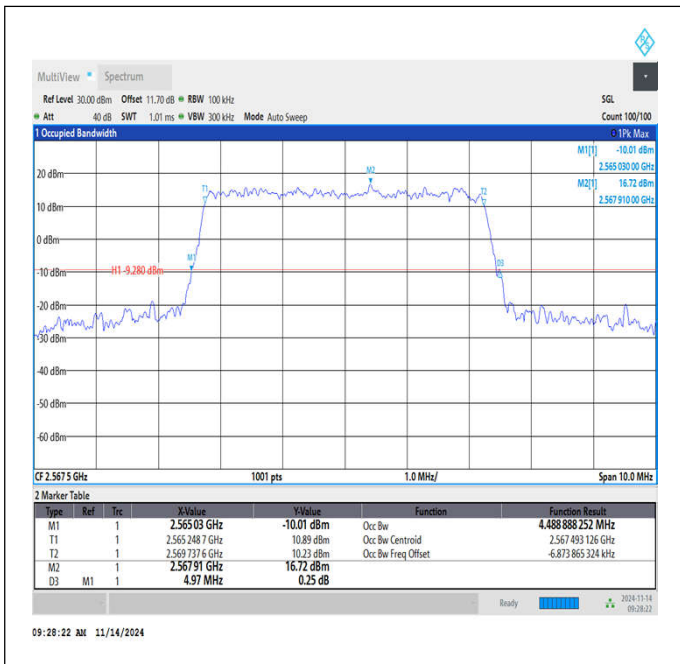 MultiView Spectrum
Ref Level 30.00 dBm Offset 11.70 dB RBW 100 kHz SGL
Att 40 dB SWT 1.01 ms VBW 300 kHz Mode Auto Sweep Count 100/100
1 Occupied Bandwidth 1Pk Max
M1[1] -10.01 dBm
2.565 030 00 GHz
M2[1] 16.72 dBm
2.567 910 00 GHz
M2
20 dBm
T1
T2
10 dBm
0 dBm
M1
D3
-10 dBm
H1 -9.280 dBm
-20 dBm
-30 dBm
-40 dBm
-50 dBm
-60 dBm
CF 2.567 5 GHz 1001 pts 1.0 MHz/ Span 10.0 MHz
2 Marker Table
Type Ref Trc X-Value Y-Value Function Function Result
M1 1 2.565 03 GHz -10.01 dBm Occ Bw 4.488 888 252 MHz
T1 1 2.565 248 7 GHz 10.89 dBm Occ Bw Centroid 2.567 493 126 GHz
T2 1 2.569 737 6 GHz 10.23 dBm Occ Bw Freq Offset -6.873 865 324 kHz
M2 1 2.567 91 GHz 16.72 dBm
D3 M1 1 4.97 MHz 0.25 dB
Ready 2024-11-14
09:28:22
09:28:22 AM 11/14/2024